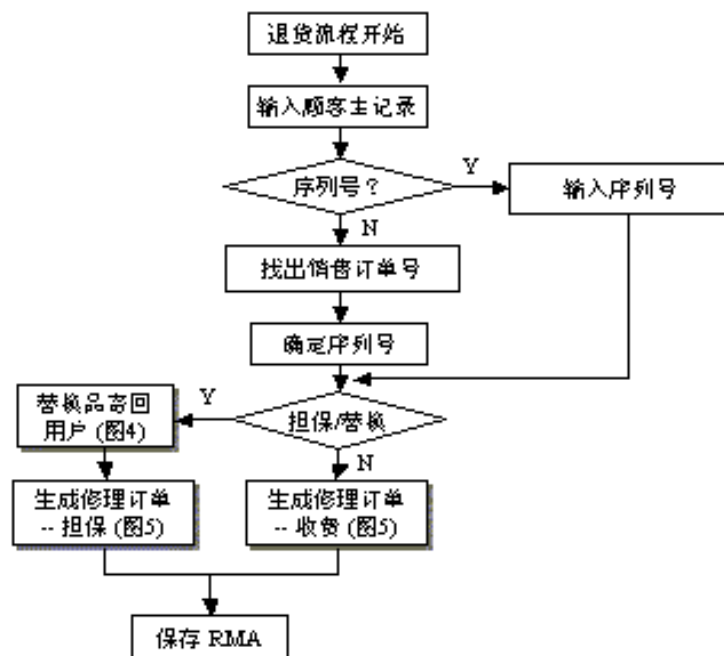 退货流程开始
输入顾客主记录
序列号？
Y
输入序列号
N
找出销售订单号
确定序列号
担保/替换
Y
替换品寄回
用户 (图4)
N
生成修理订单
-- 担保 (图5)
生成修理订单
-- 收费 (图5)
保存 RMA